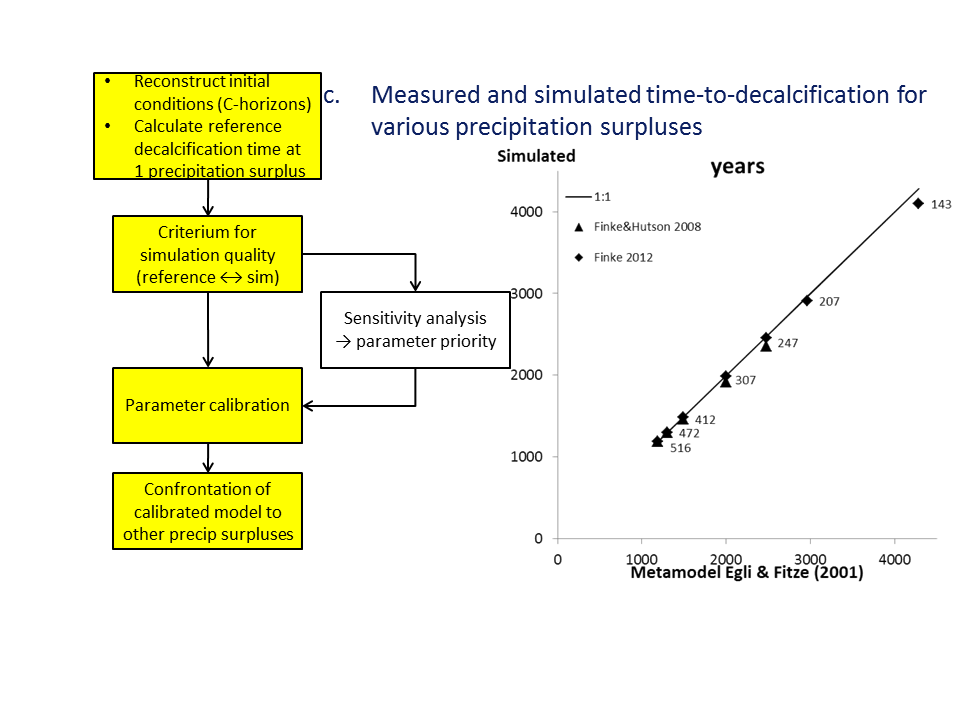 • Reconstruct initial
conditions (C-horizons)
• Calculate reference
decalcification time at
1 precipitation surplus
Criterium for
simulation quality
(reference ↔ sim)
Sensitivity analysis
→ parameter priority
Parameter calibration
Confrontation of
calibrated model to
other precip surpluses
c. Measured and simulated time-to-decalcification for
various precipitation surpluses
Simulated
years
1:1
Finke&Hutson 2008
Finke 2012
4000
3000
2000
1000
0
143
207
247
307
412
472
516
0 1000 2000 3000 4000
Metamodel Egli & Fitze (2001)